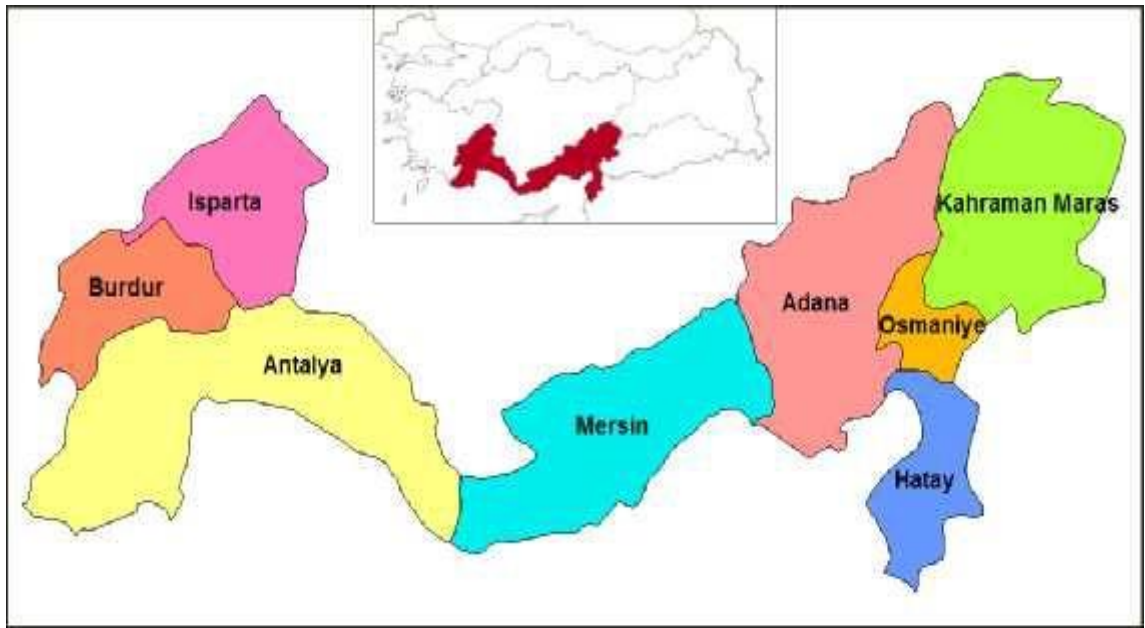 Isparta
Kahraman Maras
Burdur
Adana
Osmaniye
Antalya
Mersin
Hatay